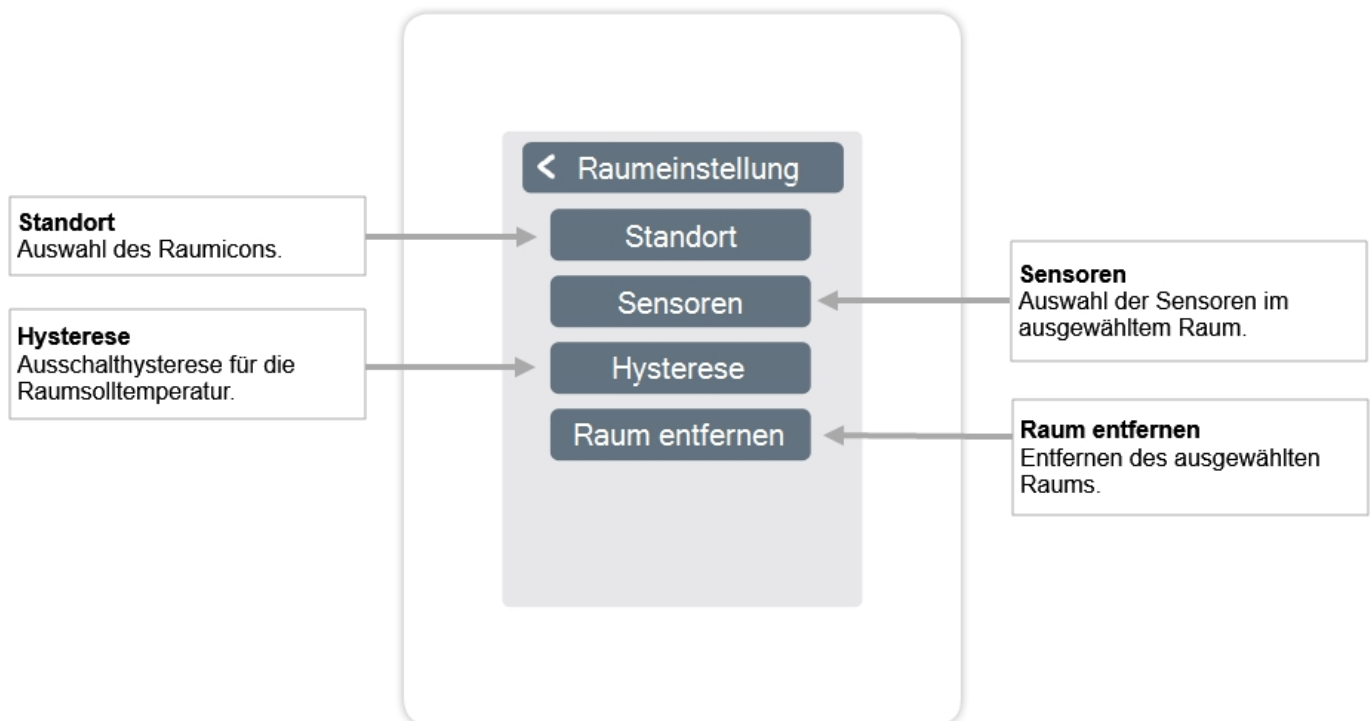 Raumeinstellung
Standort
Sensoren
Hysterese
Raum entfernen
Standort
Auswahl des Raumicons.
Hysterese
Ausschalthysterese für die
Raumsolltemperatur.
Sensoren
Auswahl der Sensoren im
ausgewähltem Raum.
Raum entfernen
Entfernen des ausgewählten
Raums.